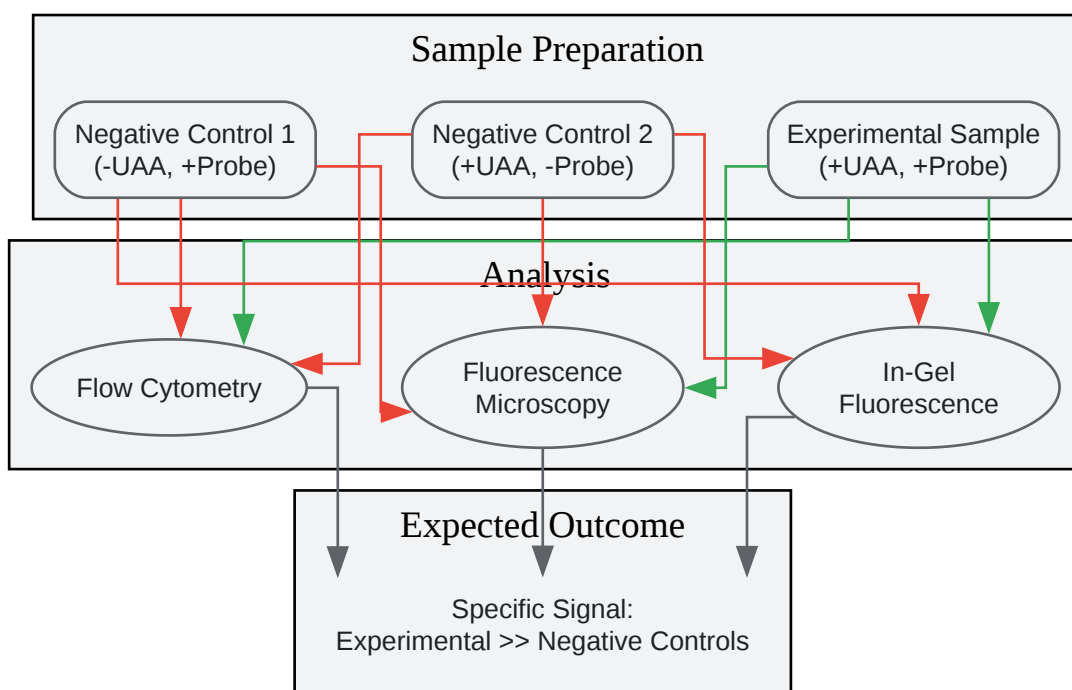 Sample Preparation
Negative Control 1
(-UAA, +Probe)
Negative Control 2
(+UAA, -Probe)
Experimental Sample
(+UAA, +Probe)
Analysis
Flow Cytometry
Fluorescence
Microscopy
In-Gel
Fluorescence
Expected Outcome
Specific Signal:
Experimental >> Negative Controls